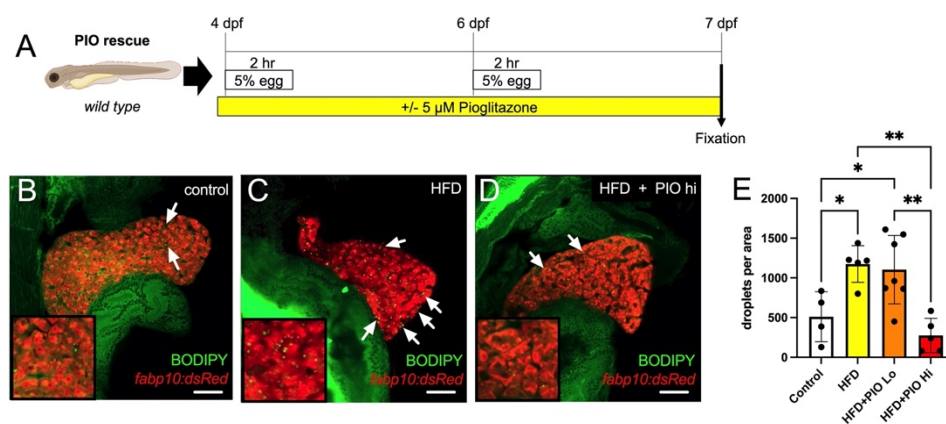 A
PIO rescue
wild type
4 dpf
6 dpf
7 dpf
2 hr
5% egg
2 hr
5% egg
+/- 5 µM Pioglitazone
Fixation
B
control
BODIPY
fabp10:dsRed
C
HFD
BODIPY
fabp10:dsRed
D
HFD + PIO hi
BODIPY
fabp10:dsRed
E
**
*
*
**
droplets per area
2000
1500
1000
500
0
Control
HFD
HFD+PIO Lo
HFD+PIO Hi